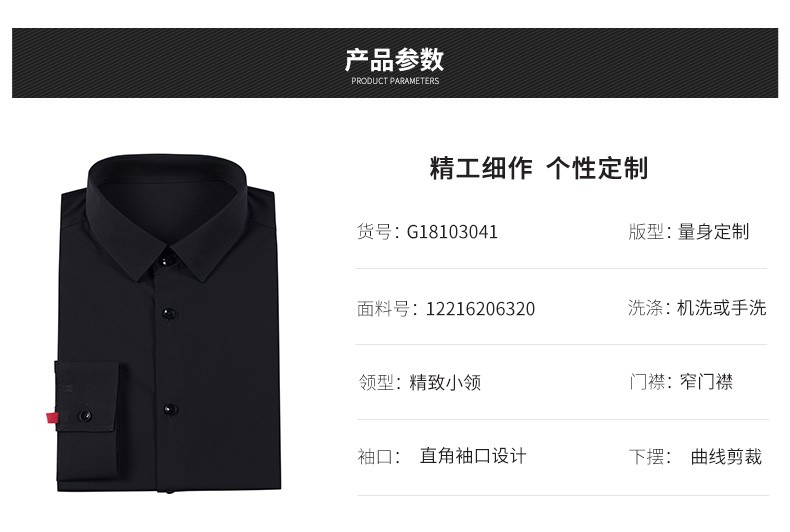 产品参数
PRODUCT PARAMETERS
精工细作 个性定制
货号：G18103041 版型：量身定制
面料号：12216206320 洗涤：机洗或手洗
领型：精致小领 门襟：窄门襟
袖口： 直角袖口设计 下摆： 曲线剪裁